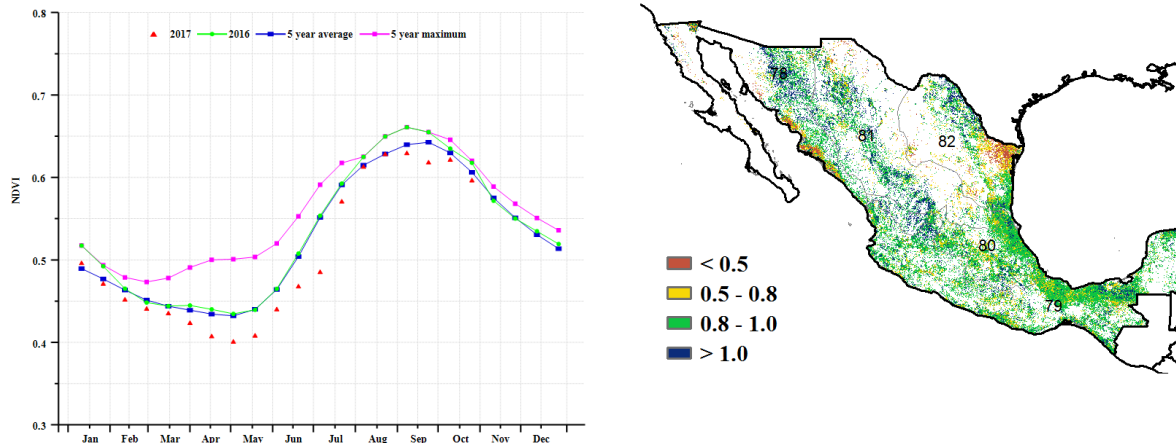 0.8
2017 2016 5 year average 5 year maximum
0.7
0.6
NDVI
0.5
0.4
0.3
Jan Feb Mar Apr May Jun Jul Aug Sep Oct Nov Dec
78
81
82
80
79
< 0.5
0.5 - 0.8
0.8 - 1.0
> 1.0